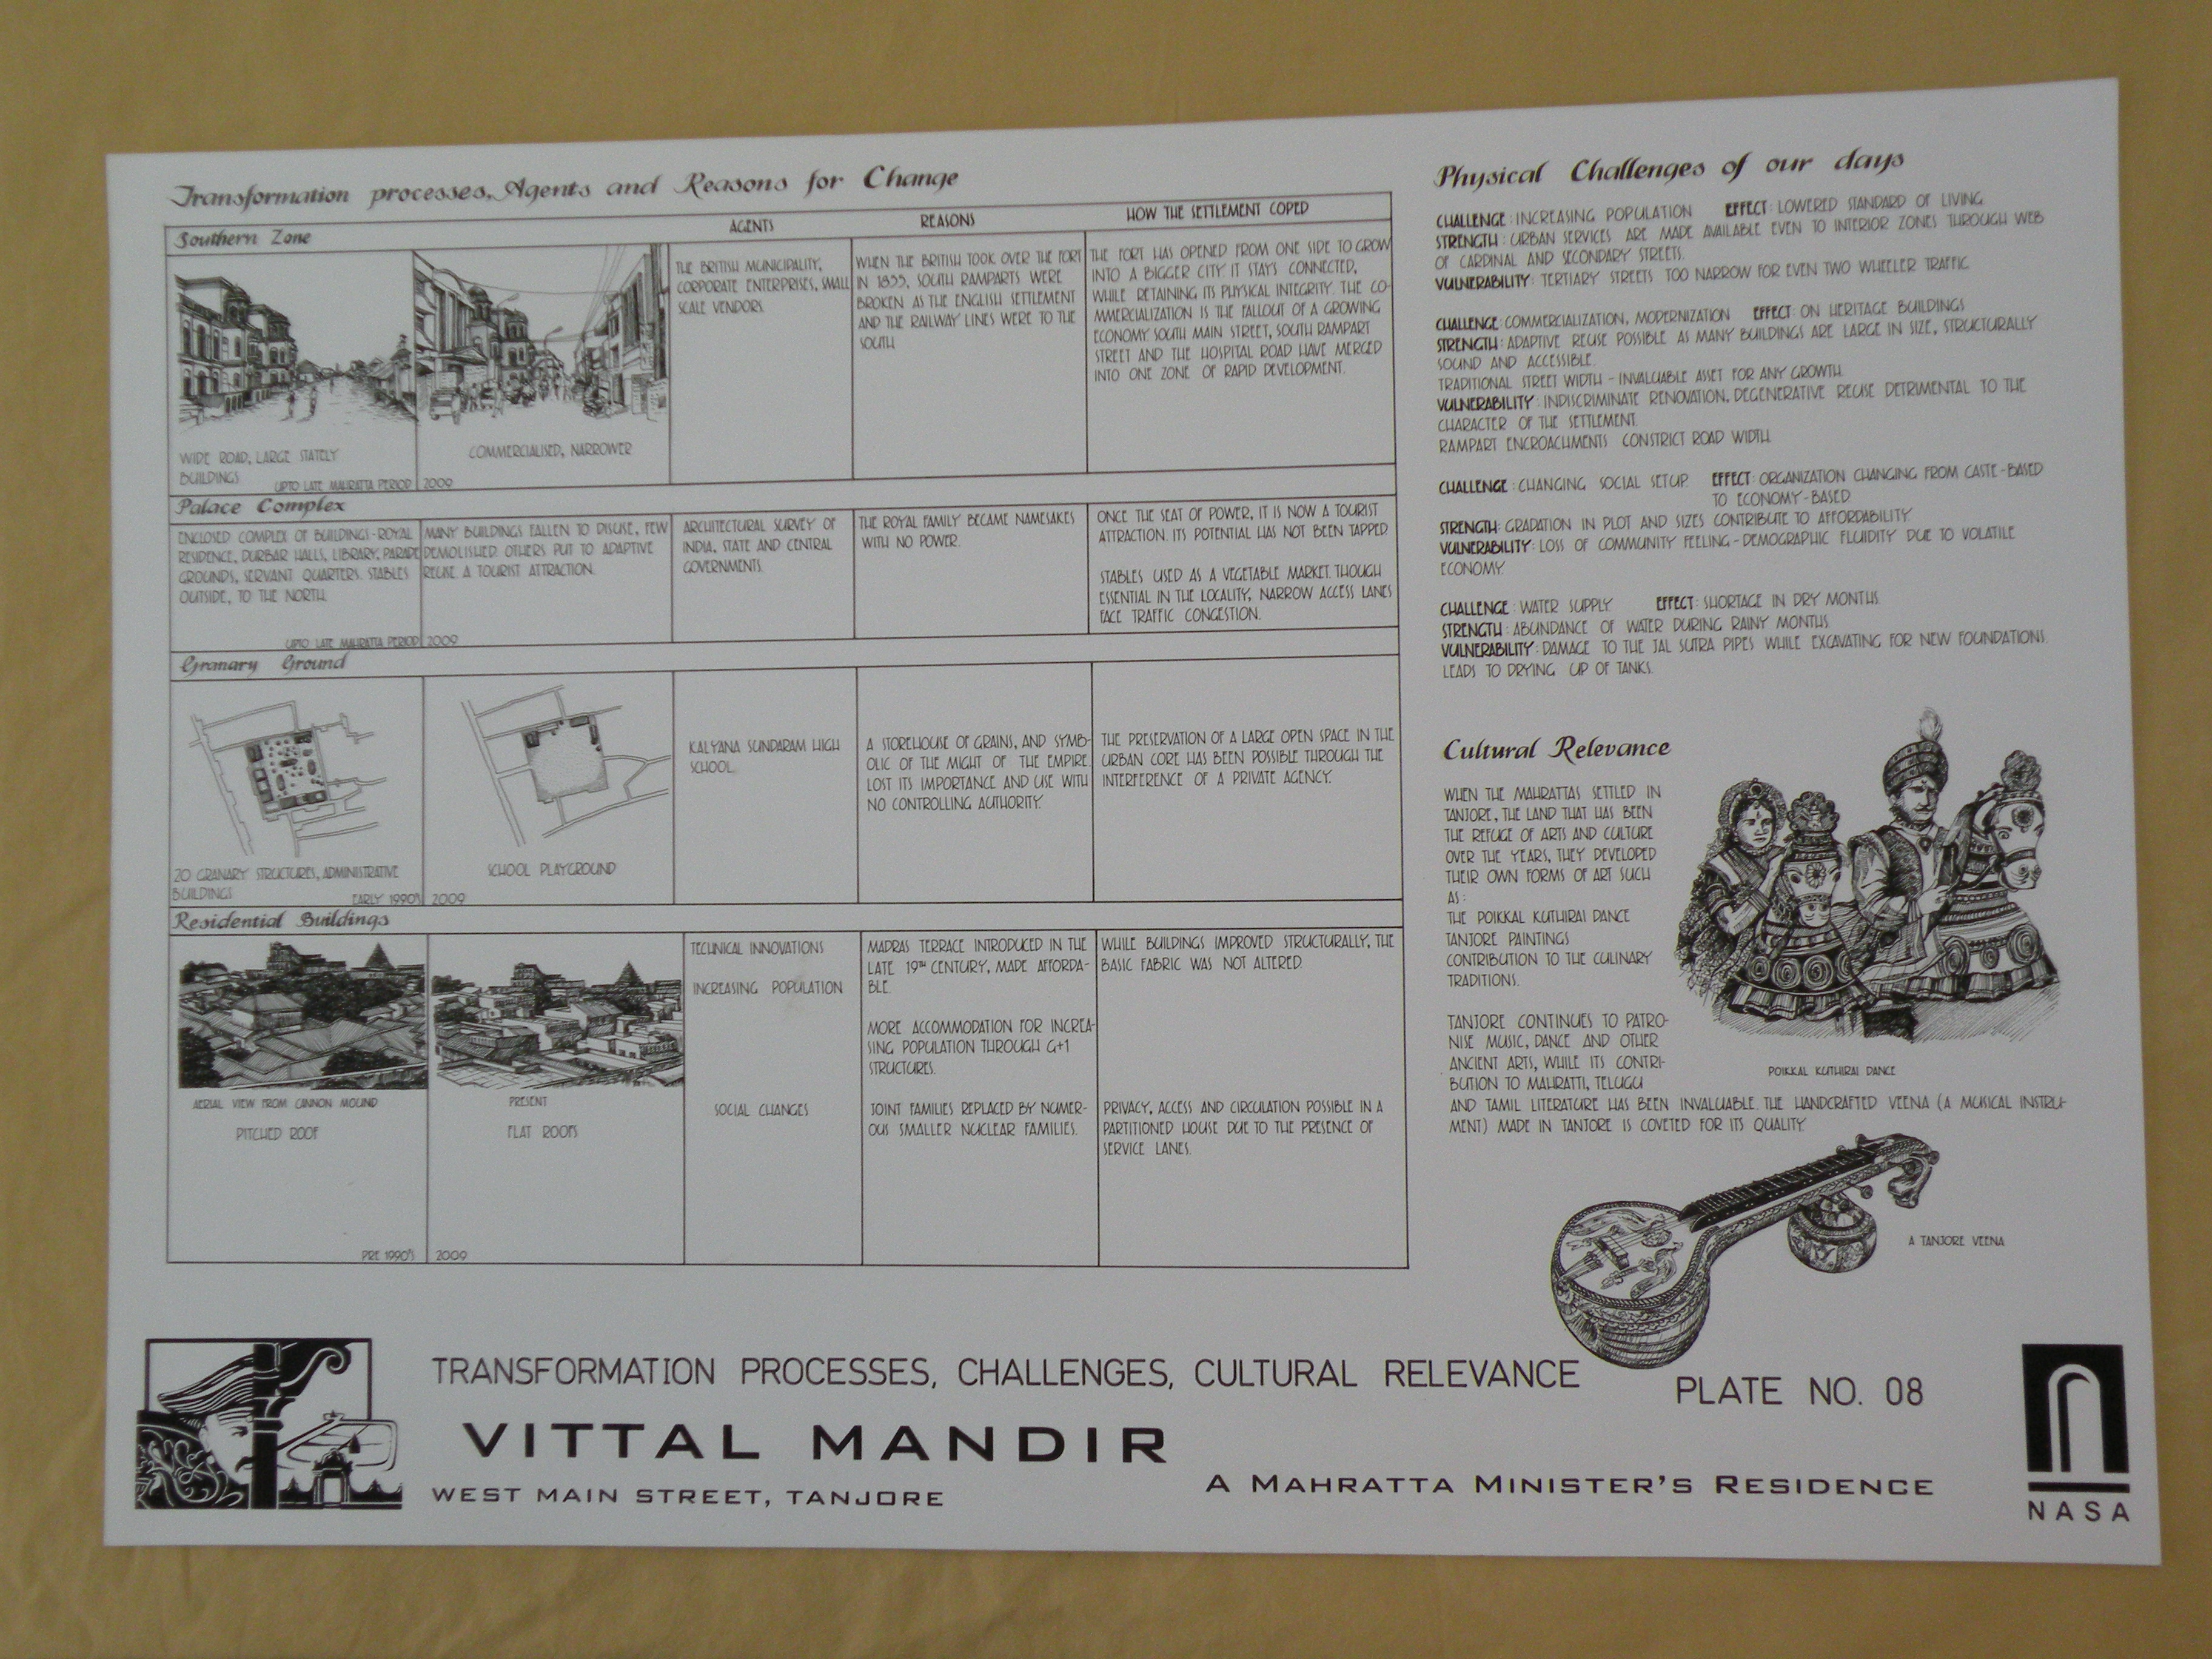 Transformation processes, Agents and Reasons for Change
AGENTS
REASONS
HOW THE SETTLEMENT COPED
Southern Zone
WIDE ROAD, LARGE STATELY
BUILDINGS
UPTO LATE MAHRATTA PERIOD
COMMERCIALISED, NARROWER
2009
THE BRITISH MUNICIPALITY,
CORPORATE ENTERPRISES, SMALL
SCALE VENDORS.
WHEN THE BRITISH TOOK OVER THE FORT
IN 1855, SOUTH RAMPARTS WERE
BROKEN AS THE ENGLISH SETTLEMENT
AND THE RAILWAY LINES WERE TO THE
SOUTH.
THE FORT HAS OPENED FROM ONE SIDE TO GROW
INTO A BIGGER CITY. IT STAYS CONNECTED,
WHILE RETAINING ITS PHYSICAL INTEGRITY. THE CO-
MMERCIALIZATION IS THE FALLOUT OF A GROWING
ECONOMY. SOUTH MAIN STREET, SOUTH RAMPART
STREET AND THE HOSPITAL ROAD HAVE MERGED
INTO ONE ZONE OF RAPID DEVELOPMENT.
Palace Complex
ENCLOSED COMPLEX OF BUILDINGS-ROYAL
RESIDENCE, DURBAR HALLS, LIBRARY, PARADE
GROUNDS, SERVANT QUARTERS. STABLES
OUTSIDE, TO THE NORTH.
UPTO LATE MAHRATTA PERIOD
MANY BUILDINGS FALLEN TO DISUSE, FEW
DEMOLISHED. OTHERS PUT TO ADAPTIVE
REUSE. A TOURIST ATTRACTION.
2009
ARCHITECTURAL SURVEY OF
INDIA, STATE AND CENTRAL
GOVERNMENTS.
THE ROYAL FAMILY BECAME NAMESAKES
WITH NO POWER.
ONCE THE SEAT OF POWER, IT IS NOW A TOURIST
ATTRACTION. ITS POTENTIAL HAS NOT BEEN TAPPED.
STABLES USED AS A VEGETABLE MARKET. THOUGH
ESSENTIAL IN THE LOCALITY, NARROW ACCESS LANES
FACE TRAFFIC CONGESTION.
Granary Ground
20 GRANARY STRUCTURES, ADMINISTRATIVE
BUILDINGS
EARLY 1990'S
SCHOOL PLAYGROUND
2009
KALYANA SUNDARAM HIGH
SCHOOL.
A STOREHOUSE OF GRAINS, AND SYMB-
OLIC OF THE MIGHT OF THE EMPIRE.
LOST ITS IMPORTANCE AND USE WITH
NO CONTROLLING AUTHORITY.
THE PRESERVATION OF A LARGE OPEN SPACE IN THE
URBAN CORE HAS BEEN POSSIBLE THROUGH THE
INTERFERENCE OF A PRIVATE AGENCY.
Residential Buildings
AERIAL VIEW FROM CANNON MOUND
PITCHED ROOF
PRE 1990'S
PRESENT
FLAT ROOFS
2009
TECHNICAL INNOVATIONS
INCREASING POPULATION
SOCIAL CHANGES
MADRAS TERRACE INTRODUCED IN THE
LATE 19TH CENTURY, MADE AFFORDA-
BLE.
MORE ACCOMMODATION FOR INCREA-
SING POPULATION THROUGH G+1
STRUCTURES.
JOINT FAMILIES REPLACED BY NUMER-
OUS SMALLER NUCLEAR FAMILIES.
WHILE BUILDINGS IMPROVED STRUCTURALLY, THE
BASIC FABRIC WAS NOT ALTERED.
PRIVACY, ACCESS AND CIRCULATION POSSIBLE IN A
PARTITIONED HOUSE DUE TO THE PRESENCE OF
SERVICE LANES.
Physical Challenges of our days
CHALLENGE: INCREASING POPULATION EFFECT: LOWERED STANDARD OF LIVING
STRENGTH: URBAN SERVICES ARE MADE AVAILABLE EVEN TO INTERIOR ZONES THROUGH WEB
OF CARDINAL AND SECONDARY STREETS.
VULNERABILITY: TERTIARY STREETS TOO NARROW FOR EVEN TWO WHEELER TRAFFIC
CHALLENGE: COMMERCIALIZATION, MODERNIZATION EFFECT: ON HERITAGE BUILDINGS
STRENGTH: ADAPTIVE REUSE POSSIBLE AS MANY BUILDINGS ARE LARGE IN SIZE, STRUCTURALLY
SOUND AND ACCESSIBLE.
TRADITIONAL STREET WIDTH - INVALUABLE ASSET FOR ANY GROWTH.
VULNERABILITY: INDISCRIMINATE RENOVATION, DEGENERATIVE REUSE DETRIMENTAL TO THE
CHARACTER OF THE SETTLEMENT.
RAMPART ENCROACHMENTS CONSTRICT ROAD WIDTH.
CHALLENGE: CHANGING SOCIAL SETUP. EFFECT: ORGANIZATION CHANGING FROM CASTE-BASED
TO ECONOMY-BASED
STRENGTH: GRADATION IN PLOT AND SIZES CONTRIBUTE TO AFFORDABILITY.
VULNERABILITY: LOSS OF COMMUNITY FEELING-DEMOGRAPHIC FLUIDITY DUE TO VOLATILE
ECONOMY.
CHALLENGE: WATER SUPPLY. EFFECT: SHORTAGE IN DRY MONTHS.
STRENGTH: ABUNDANCE OF WATER DURING RAINY MONTHS.
VULNERABILITY: DAMAGE TO THE JAL SUTRA PIPES WHILE EXCAVATING FOR NEW FOUNDATIONS.
LEADS TO DRYING UP OF TANKS.
Cultural Relevance
WHEN THE MAHRATTAS SETTLED IN
TANJORE, THE LAND THAT HAS BEEN
THE REFUGE OF ARTS AND CULTURE
OVER THE YEARS, THEY DEVELOPED
THEIR OWN FORMS OF ART SUCH
AS:
THE POIKKAL KUTHIRAI DANCE
TANJORE PAINTINGS
CONTRIBUTION TO THE CULINARY
TRADITIONS.
TANJORE CONTINUES TO PATRO-
NISE MUSIC, DANCE AND OTHER
ANCIENT ARTS, WHILE ITS CONTRI-
BUTION TO MAHRATTI, TELUGU
AND TAMIL LITERATURE HAS BEEN INVALUABLE. THE HANDCRAFTED VEENA (A MUSICAL INSTRU-
MENT) MADE IN TANJORE IS COVETED FOR ITS QUALITY.
POIKKAL KUTHIRAI DANCE
A TANJORE VEENA
TRANSFORMATION PROCESSES, CHALLENGES, CULTURAL RELEVANCE
PLATE NO. 08
VITTAL MANDIR
WEST MAIN STREET, TANJORE
A MAHRATTA MINISTER'S RESIDENCE
NASA